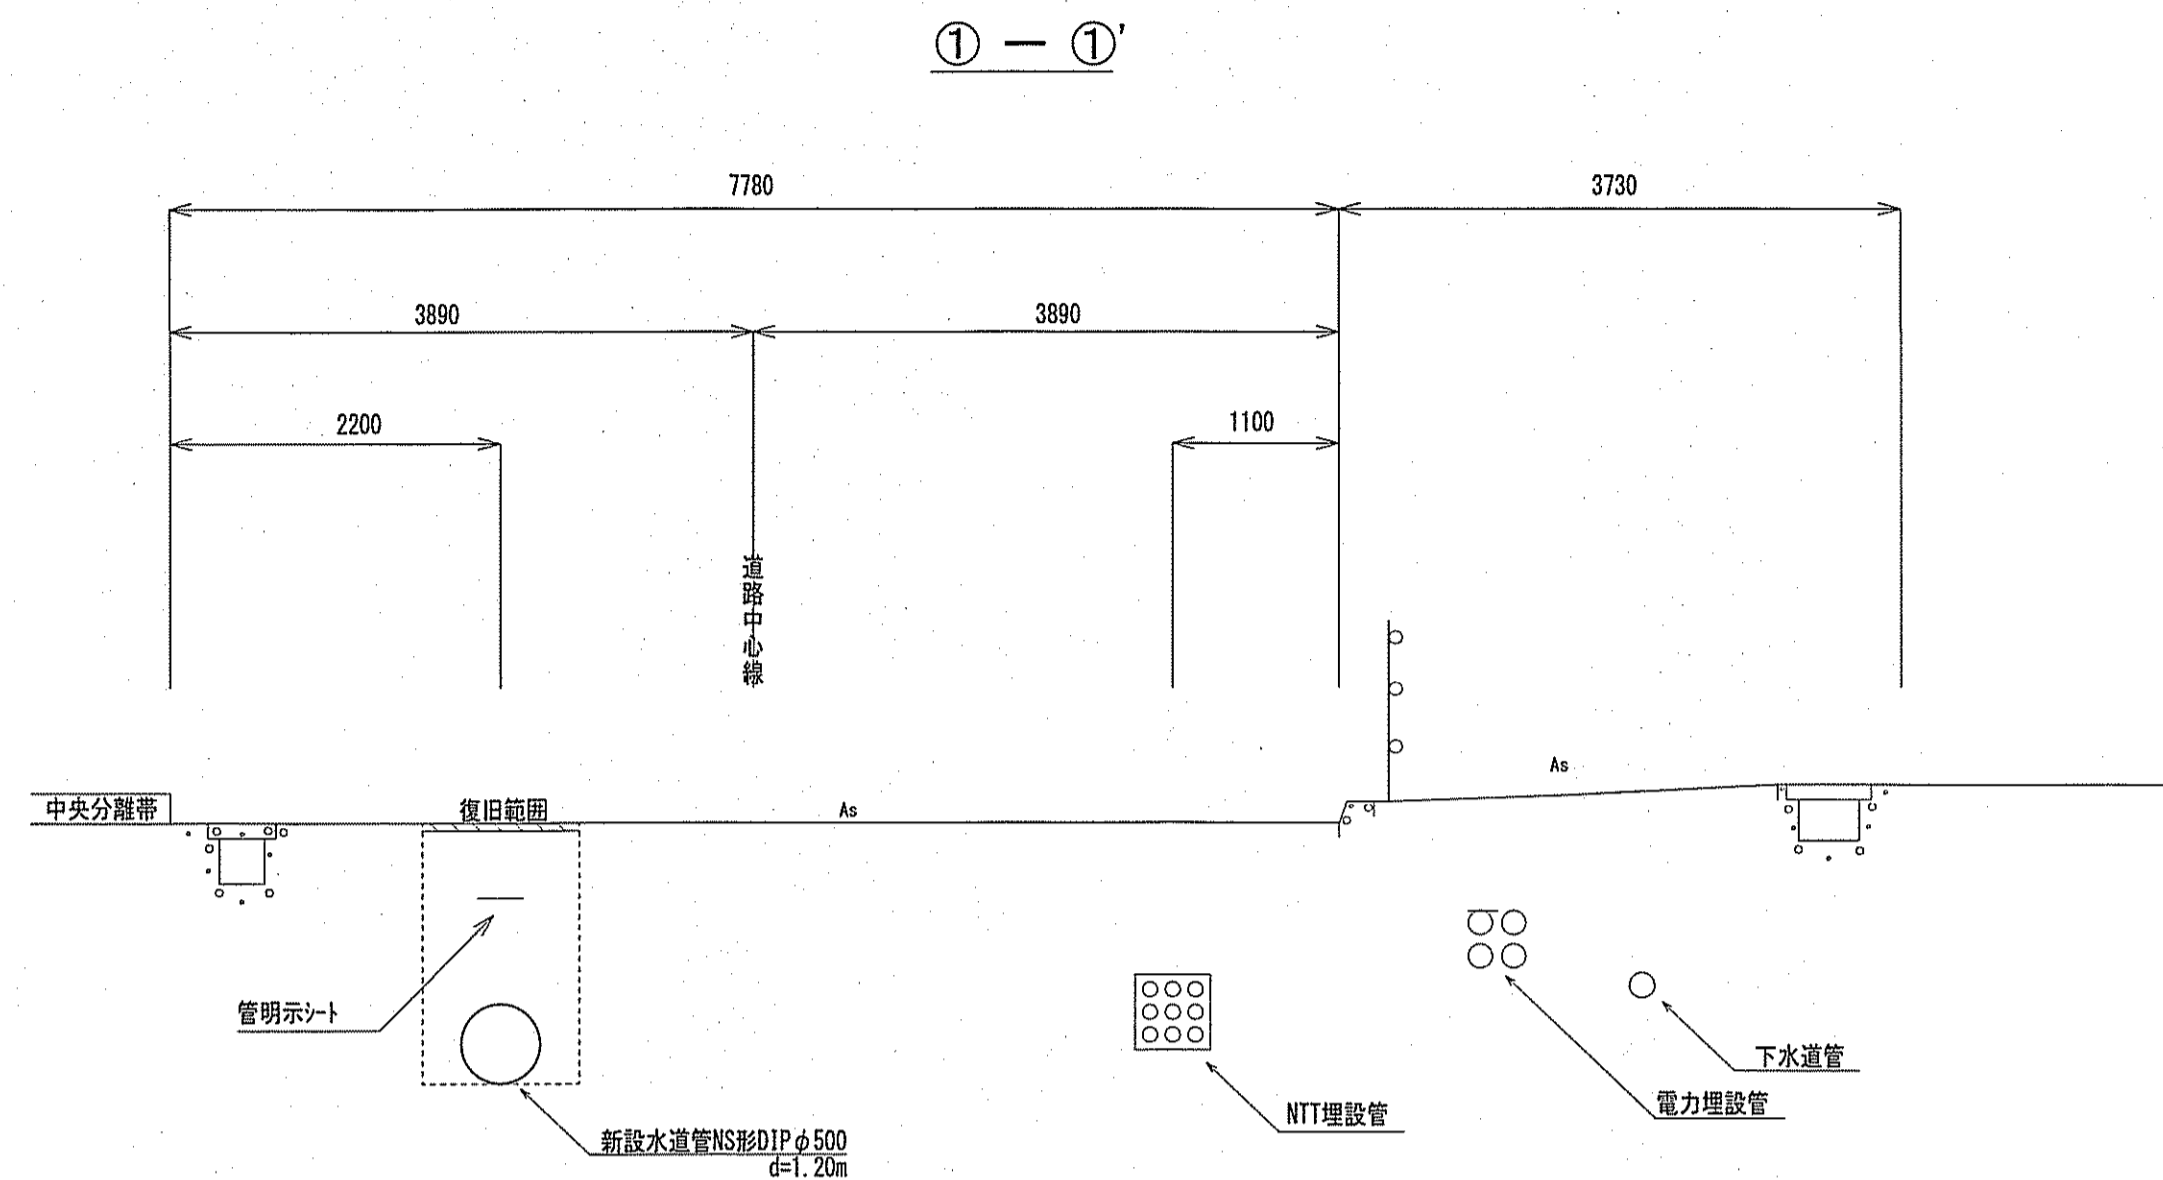 ① − ①'
7780
3730
3890
3890
2200
1100
道路中心線
As
中央分離帯
復旧範囲
As
管明示シート
下水道管
電力埋設管
NTT埋設管
新設水道管NS形DIPφ500
d=1.20m